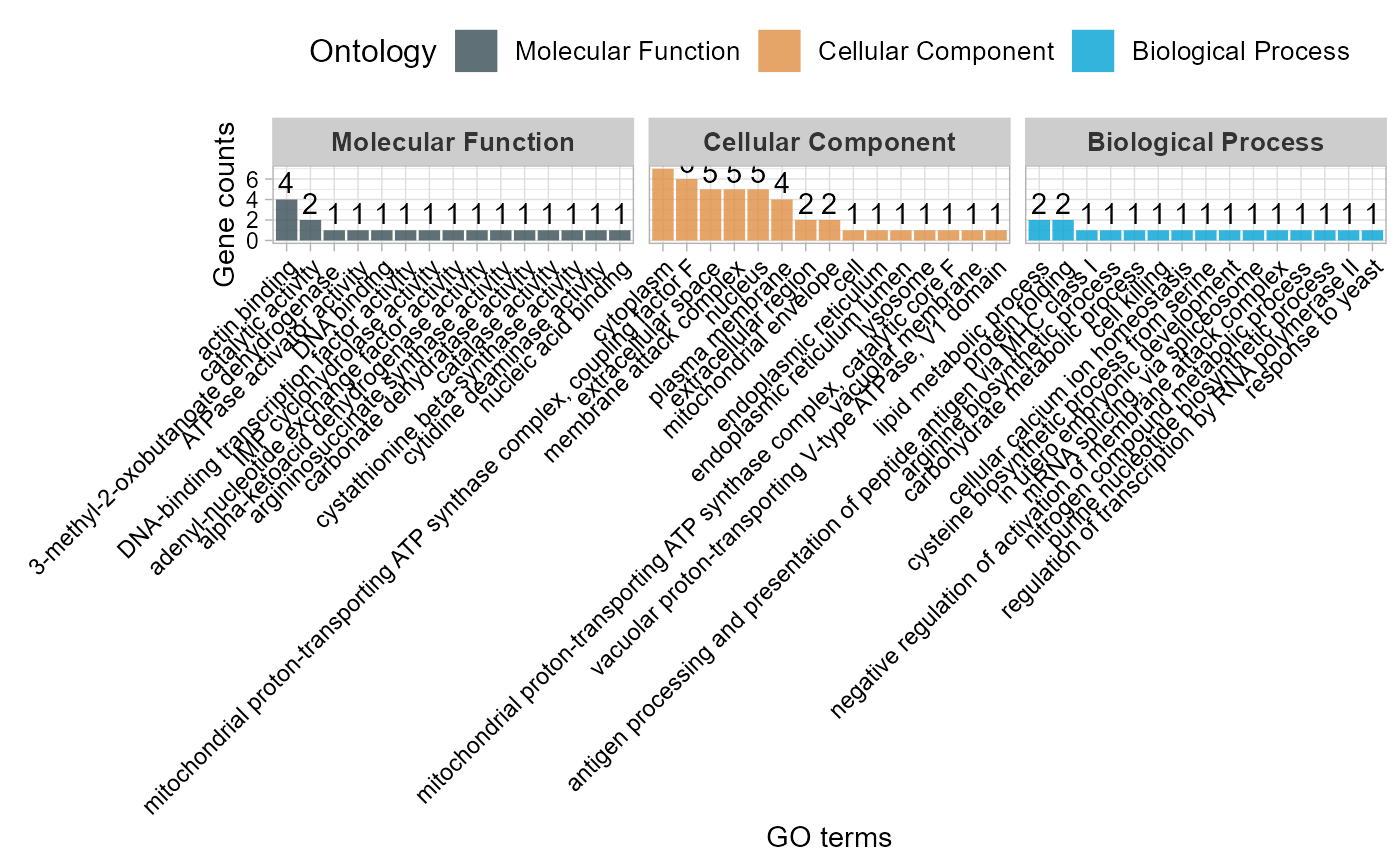 Ontology Molecular Function Cellular Component Biological Process
Molecular Function Cellular Component Biological Process
Gene counts
6
4
2
0
4 2 1 1 1 1 1 1 1 1 1 1 1 1 1
6 5 5 5 4 2 2 1 1 1 1 1 1 1
2 2 1 1 1 1 1 1 1 1 1 1 1 1 1
actin binding
catalytic activity
3-methyl-2-oxobutanoate dehydrogenase
ATPase activator activity
DNA binding
DNA-binding transcription factor activity
IMP cyclohydrolase activity
adenyl-nucleotide exchange factor activity
alpha-ketoacid dehydrogenase activity
argininosuccinate synthase activity
carbonate dehydratase activity
catalase activity
cystathionine beta-synthase activity
cytidine deaminase activity
nucleic acid binding
cytoplasm
mitochondrial proton-transporting ATP synthase complex, coupling factor F
extracellular space
membrane attack complex
nucleus
plasma membrane
extracellular region
mitochondrial envelope
cell
endoplasmic reticulum
endoplasmic reticulum lumen
lysosome
mitochondrial proton-transporting ATP synthase complex, catalytic core F
vacuolar membrane
vacuolar proton-transporting V-type ATPase, V1 domain
lipid metabolic process
protein folding
antigen processing and presentation of peptide antigen via MHC class I
arginine biosynthetic process
carbohydrate metabolic process
cell killing
cellular calcium ion homeostasis
cysteine biosynthetic process from serine
in utero embryonic development
mRNA splicing, via spliceosome
negative regulation of activation of membrane attack complex
nitrogen compound metabolic process
purine nucleotide biosynthetic process
regulation of transcription by RNA polymerase II
response to yeast
GO terms